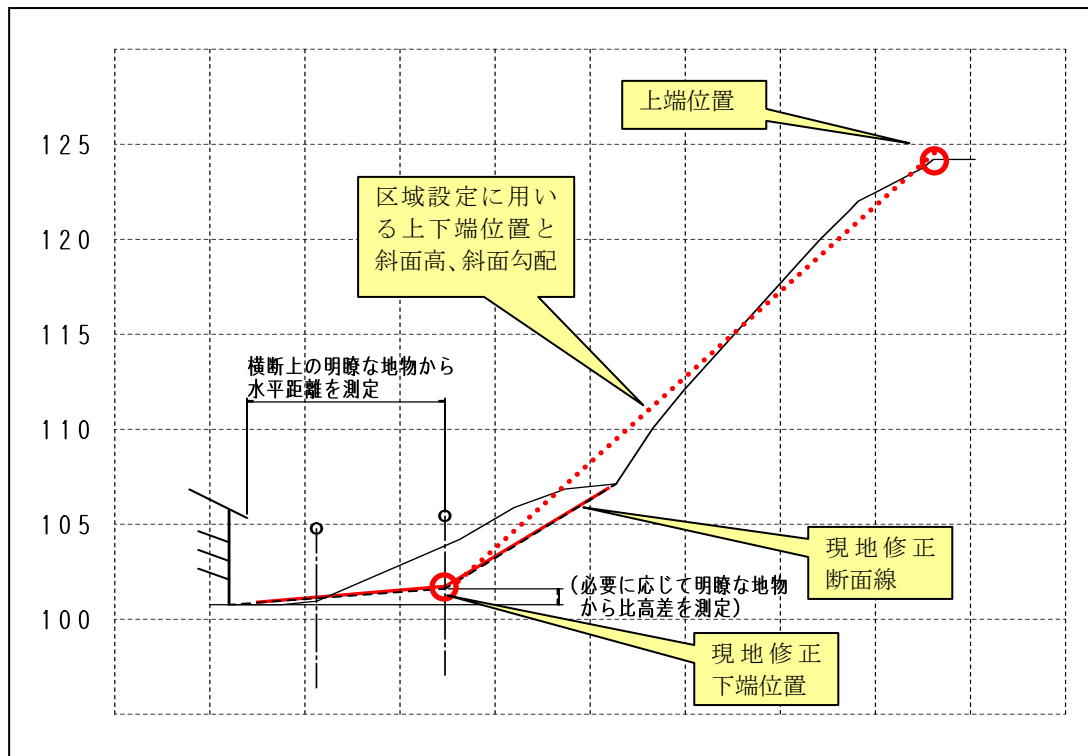 上端位置
125
区域設定に用い
る上下端位置と
斜面高、斜面勾配
120
115
横断上の明瞭な地物から
水平距離を測定
110
105
現地修正
断面線
(必要に応じて明瞭な地物
から比高差を測定)
100
現地修正
下端位置